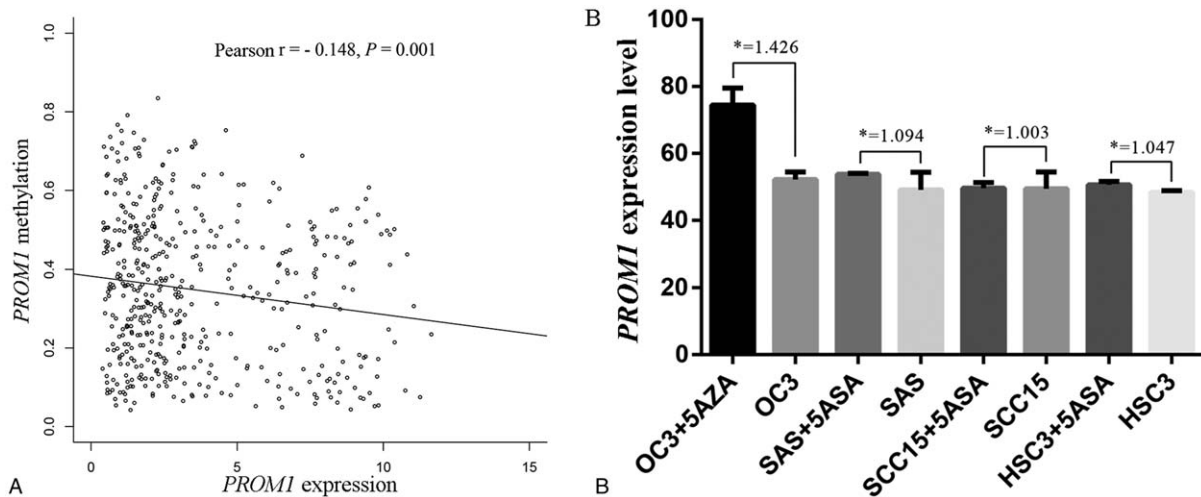 Pearson r = - 0.148, P = 0.001
PROM1 methylation
1.0
0.8
0.6
0.4
0.2
0.0
0
5
10
15
PROM1 expression
A
B
PROM1 expression level
100
80
60
40
20
0
*=1.426
*=1.094
*=1.003
*=1.047
OC3+5AZA
OC3
SAS+5ASA
SAS
SCC15+5ASA
SCC15
HSC3+5ASA
HSC3
B